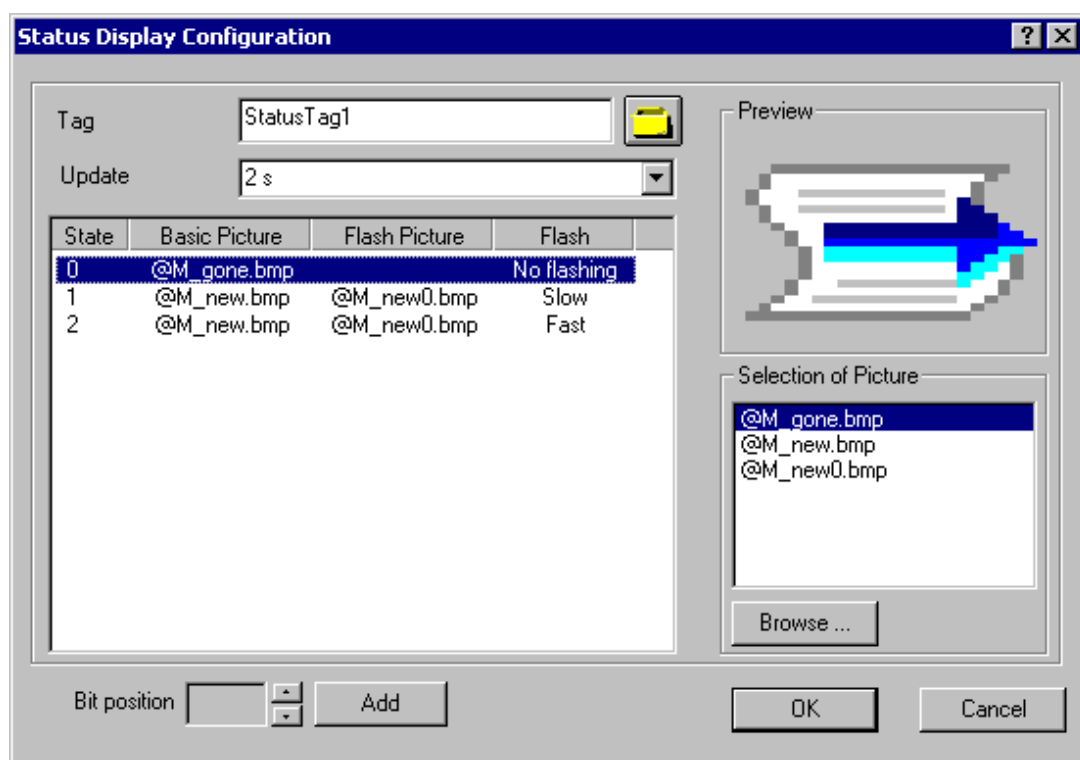 Status Display Configuration
Tag StatusTag1
Update 2 s
State Basic Picture Flash Picture Flash
0 @M_gone.bmp No flashing
1 @M_new.bmp @M_new0.bmp Slow
2 @M_new.bmp @M_new0.bmp Fast
Preview
Selection of Picture
@M_gone.bmp
@M_new.bmp
@M_new0.bmp
Browse ...
Bit position Add OK Cancel